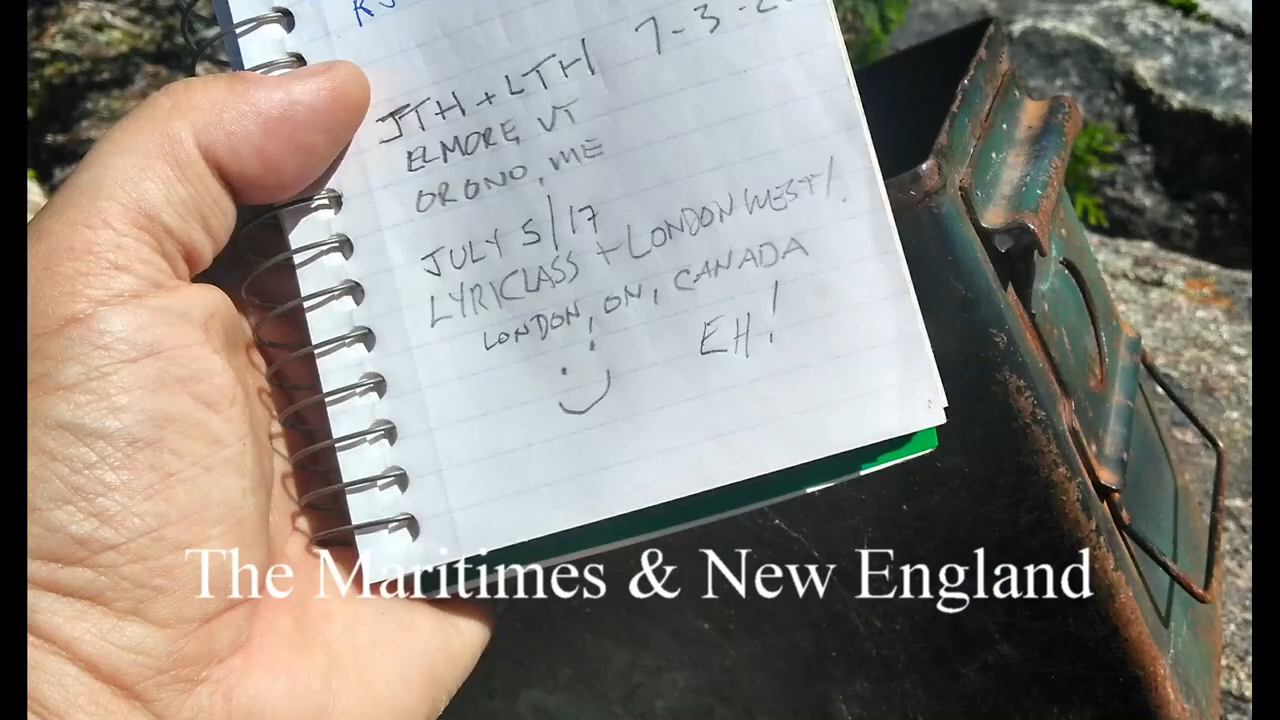 JTH + LTH 7-3-
ELMORE, VT
ORONO, ME
JULY 5/17
LYRICLASS + LONDON WEST!
LONDON, ON, CANADA
EH!
The Maritimes & New England